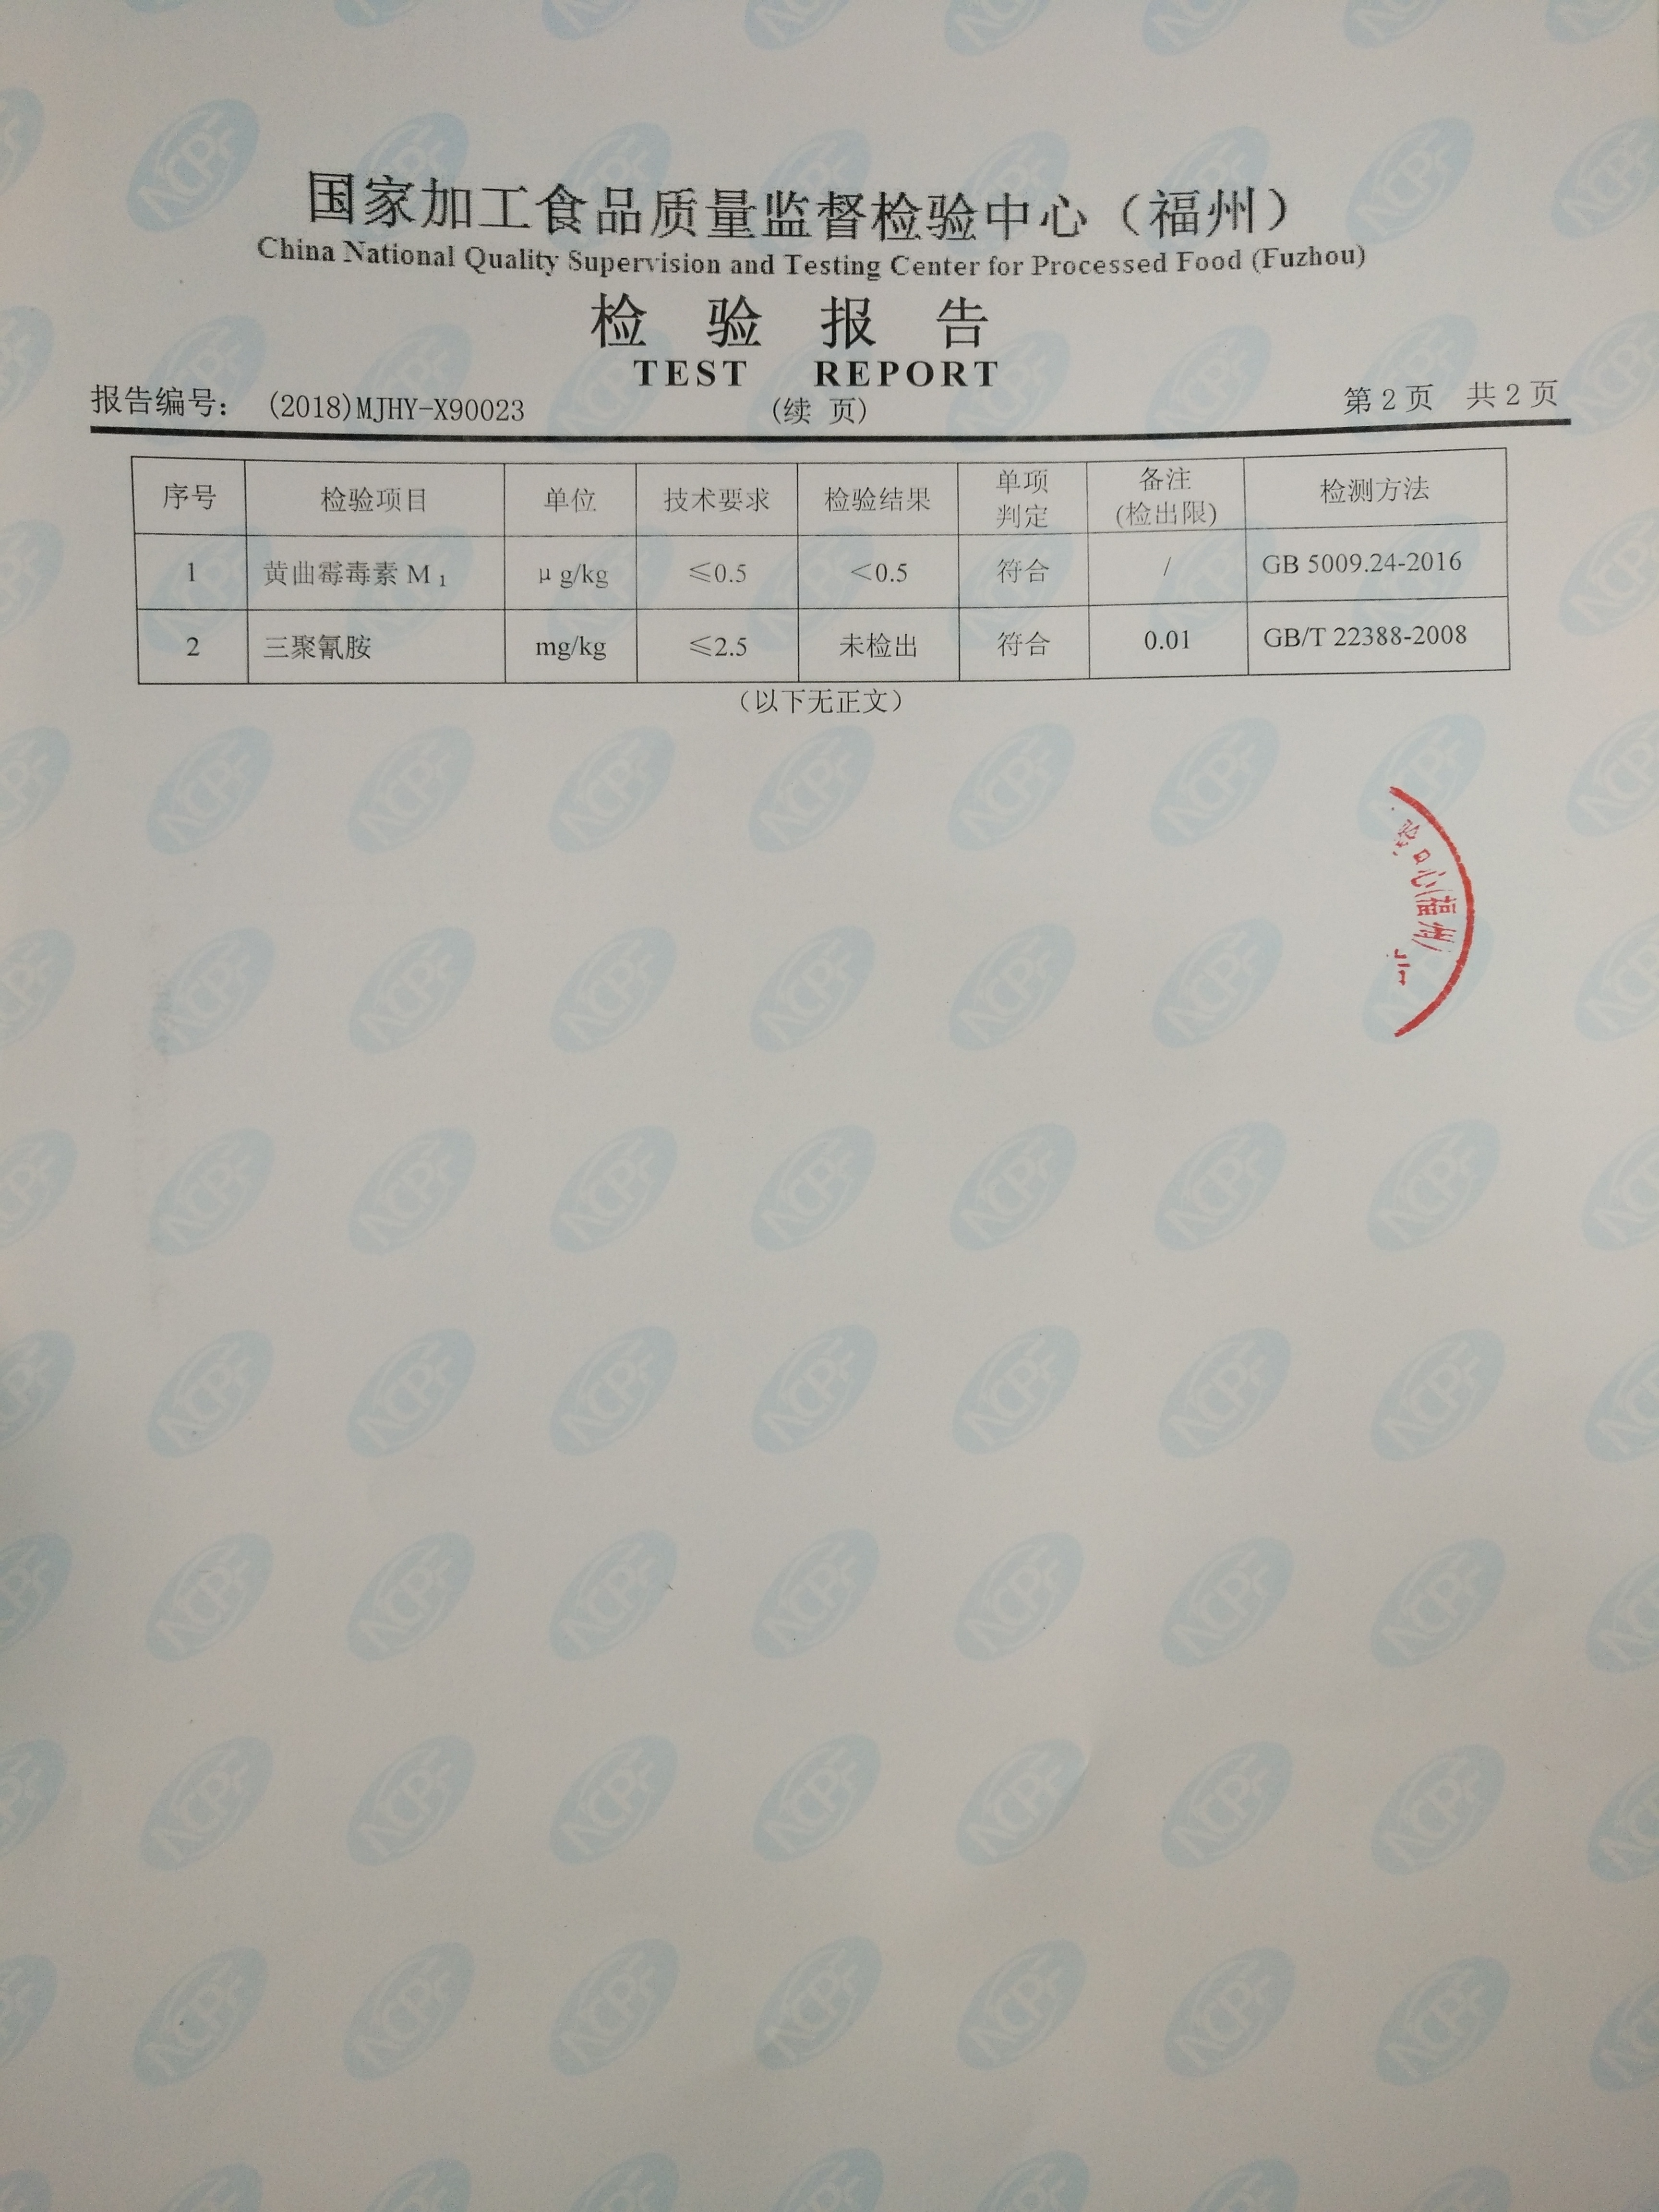 国家加工食品质量监督检验中心（福州）
China National Quality Supervision and Testing Center for Processed Food (Fuzhou)
检 验 报 告
TEST REPORT
报告编号： (2018)MJHY-X90023 (续 页) 第 2 页 共 2 页
序号 检验项目 单位 技术要求 检验结果 单项判定 备注(检出限) 检测方法
1 黄曲霉毒素 M₁ μg/kg ≤0.5 <0.5 符合 / GB 5009.24-2016
2 三聚氰胺 mg/kg ≤2.5 未检出 符合 0.01 GB/T 22388-2008
（以下无正文）
心(福州)
NCPF